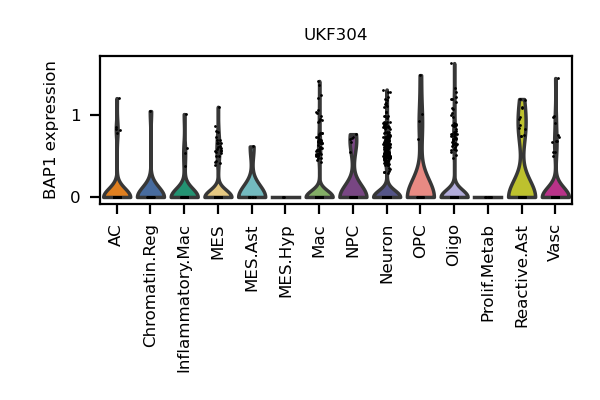 UKF304
BAP1 expression
1
0
AC
Chromatin.Reg
Inflammatory.Mac
MES
MES.Ast
MES.Hyp
Mac
NPC
Neuron
OPC
Oligo
Prolif.Metab
Reactive.Ast
Vasc